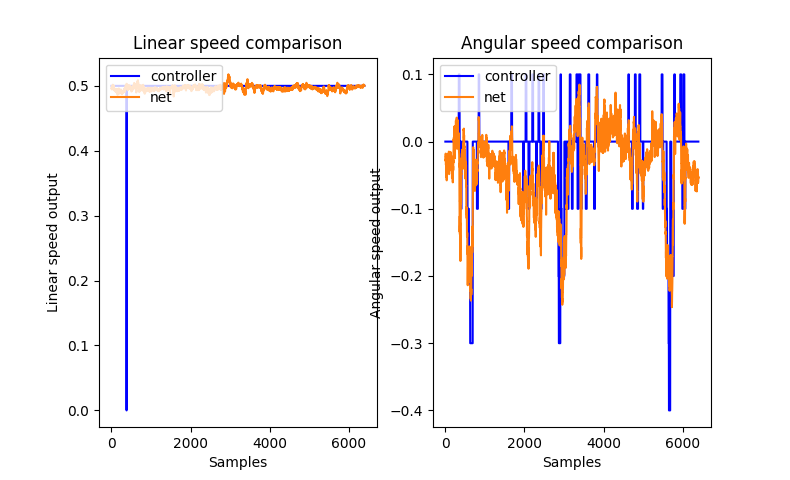 Linear speed comparison
controller
net
0.5
0.4
0.3
0.2
0.1
0.0
Linear speed output
0 2000 4000 6000
Samples
Angular speed comparison
controller
net
0.1
0.0
−0.1
−0.2
−0.3
−0.4
Angular speed output
0 2000 4000 6000
Samples